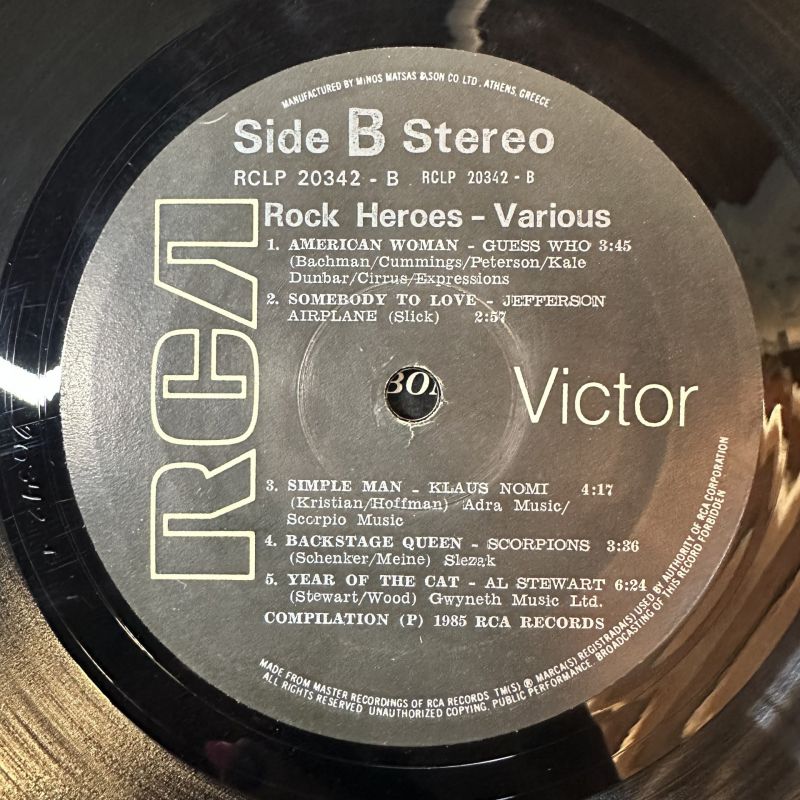 MANUFACTURED BY MINOS MATSAS & SON CO LTD., ATHENS, GREECE
Side B Stereo
RCLP 20342 - B RCLP 20342 - B
Rock Heroes - Various
1. AMERICAN WOMAN - GUESS WHO 3:45
(Bachman/Cummings/Peterson/Kale
Dunbar/Cirrus/Expressions
2. SOMEBODY TO LOVE - JEFFERSON
AIRPLANE (Slick) 2:57
RCA
Victor
3. SIMPLE MAN - KLAUS NOMI 4:17
(Kristian/Hoffman) Adra Music/
Scorpio Music
4. BACKSTAGE QUEEN - SCORPIONS 3:36
(Schenker/Meine) Slezak
5. YEAR OF THE CAT - AL STEWART 6:24
(Stewart/Wood) Gwyneth Music Ltd.
COMPILATION (P) 1985 RCA RECORDS
MADE FROM MASTER RECORDINGS OF RCA RECORDS TM(S) ® MARCA(S) REGISTRADA(S) USED BY AUTHORITY OF RCA CORPORATION
ALL RIGHTS RESERVED UNAUTHORIZED COPYING, PUBLIC PERFORMANCE, BROADCASTING OF THIS RECORD FORBIDDEN